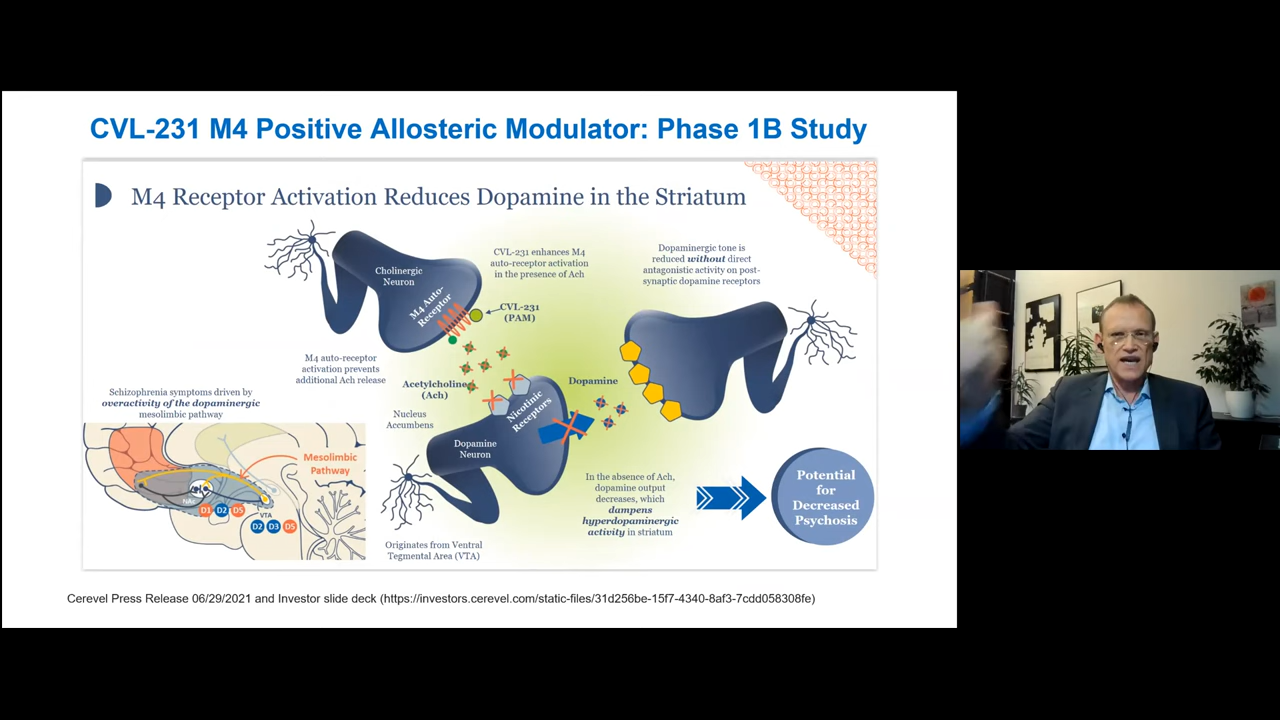 CVL-231 M4 Positive Allosteric Modulator: Phase 1B Study
M4 Receptor Activation Reduces Dopamine in the Striatum
Cholinergic
Neuron
M4 Auto-
Receptor
CVL-231 enhances M4
auto-receptor activation
in the presence of Ach
CVL-231
(PAM)
Dopaminergic tone is
reduced without direct
antagonistic activity on post-
synaptic dopamine receptors
M4 auto-receptor
activation prevents
additional Ach release
Acetylcholine
(Ach)
Nicotinic
Receptors
Dopamine
Nucleus
Accumbens
Dopamine
Neuron
Schizophrenia symptoms driven by
overactivity of the dopaminergic
mesolimbic pathway
Mesolimbic
Pathway
NAc
D1 D2 D5
VTA
D2 D3 D5
Originates from Ventral
Tegmental Area (VTA)
In the absence of Ach,
dopamine output
decreases, which
dampens
hyperdopaminergic
activity in striatum
Potential
for
Decreased
Psychosis
Cerevel Press Release 06/29/2021 and Investor slide deck (https://investors.cerevel.com/static-files/31d256be-15f7-4340-8af3-7cdd058308fe)